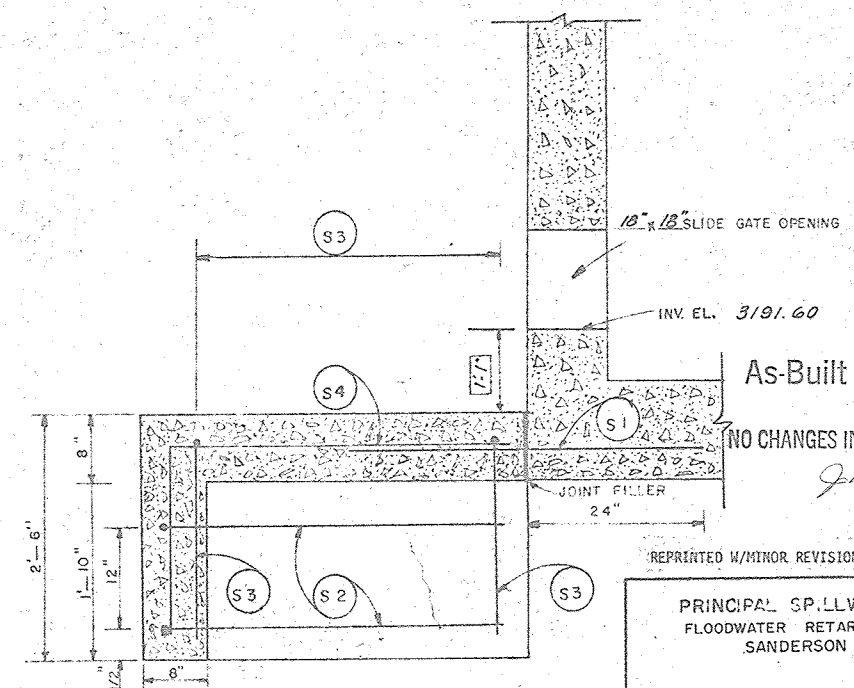 S3
18" x 18" SLIDE GATE OPENING
INV. EL. 3191.60
1'-1"
As-Built
S4
S1
NO CHANGES IN
8"
JOINT FILLER
24"
2'-6"
1'-10"
12"
REPRINTED W/MINOR REVISION
S3
S2
S3
PRINCIPAL SPILLW
FLOODWATER RETAR
SANDERSON
8"